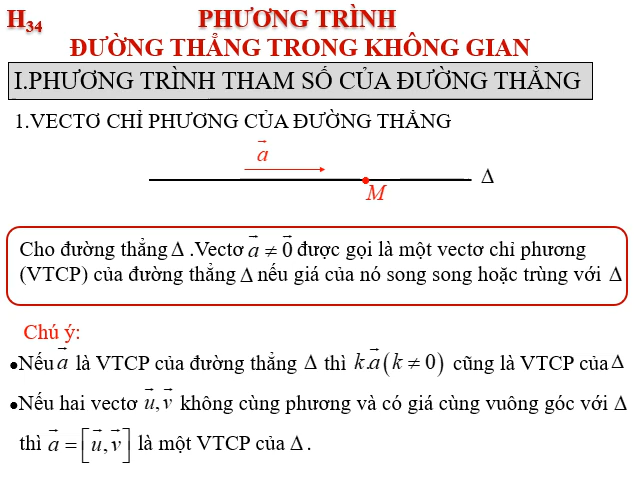 H₃₄ PHƯƠNG TRÌNH
ĐƯỜNG THẲNG TRONG KHÔNG GIAN
I.PHƯƠNG TRÌNH THAM SỐ CỦA ĐƯỜNG THẲNG
1.VECTƠ CHỈ PHƯƠNG CỦA ĐƯỜNG THẲNG
a⃗
Δ
M
Cho đường thẳng Δ .Vectơ a⃗ ≠ 0⃗ được gọi là một vectơ chỉ phương
(VTCP) của đường thẳng Δ nếu giá của nó song song hoặc trùng với Δ
Chú ý:
•Nếu a⃗ là VTCP của đường thẳng Δ thì k.a⃗ (k ≠ 0) cũng là VTCP của Δ
•Nếu hai vectơ u⃗, v⃗ không cùng phương và có giá cùng vuông góc với Δ
thì a⃗ = [u⃗, v⃗] là một VTCP của Δ .